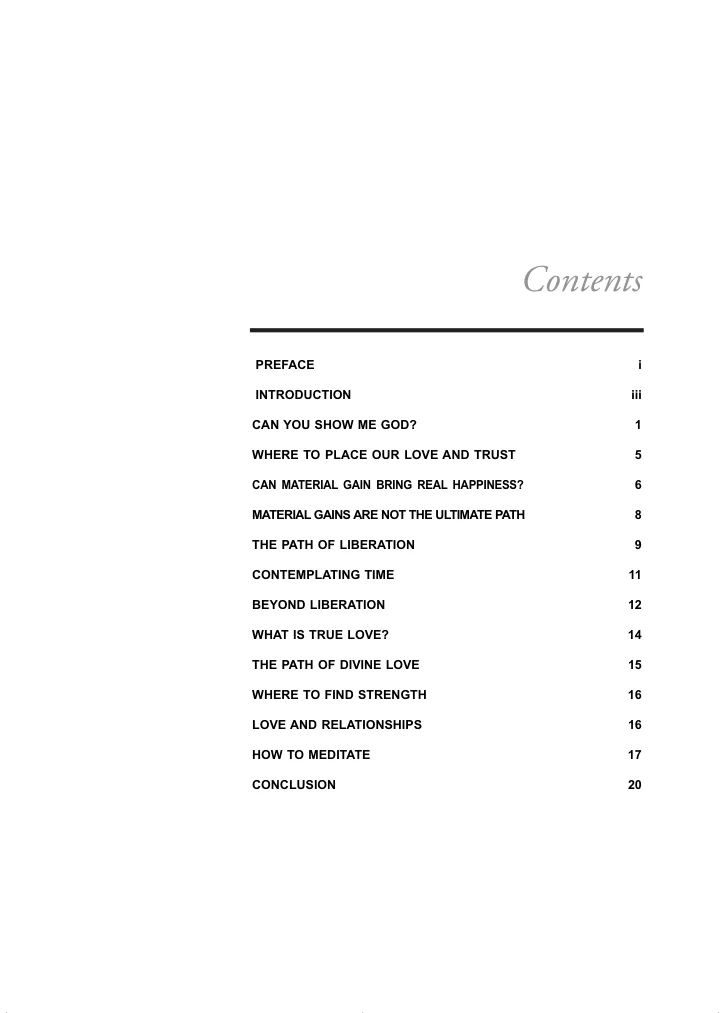 Contents
PREFACE i
INTRODUCTION iii
CAN YOU SHOW ME GOD? 1
WHERE TO PLACE OUR LOVE AND TRUST 5
CAN MATERIAL GAIN BRING REAL HAPPINESS? 6
MATERIAL GAINS ARE NOT THE ULTIMATE PATH 8
THE PATH OF LIBERATION 9
CONTEMPLATING TIME 11
BEYOND LIBERATION 12
WHAT IS TRUE LOVE? 14
THE PATH OF DIVINE LOVE 15
WHERE TO FIND STRENGTH 16
LOVE AND RELATIONSHIPS 16
HOW TO MEDITATE 17
CONCLUSION 20